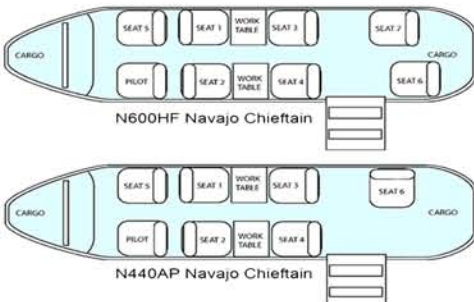 SEAT 5 SEAT 1 WORK TABLE SEAT 3 SEAT 7
CARGO CARGO
PILOT SEAT 2 WORK TABLE SEAT 4 SEAT 6
N600HF Navajo Chieftain
SEAT 5 SEAT 1 WORK TABLE SEAT 3 SEAT 6
CARGO CARGO
PILOT SEAT 2 WORK TABLE SEAT 4
N440AP Navajo Chieftain